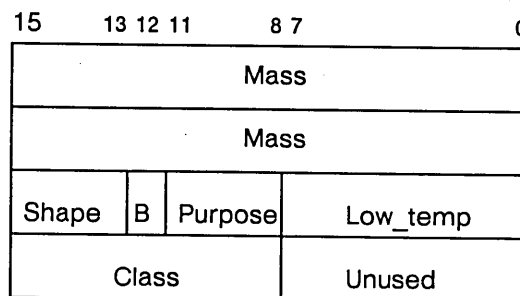 15 13 12 11 8 7 0
Mass
Mass
Shape B Purpose Low_temp
Class Unused